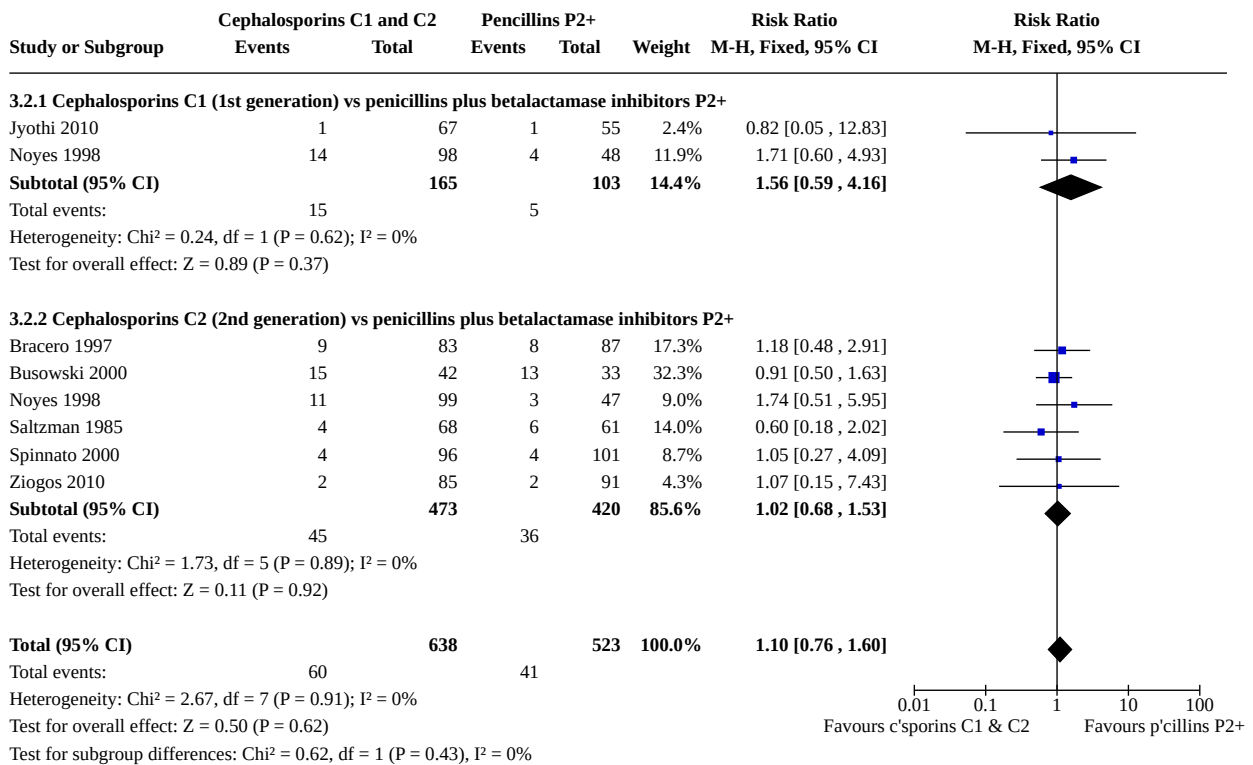 Cephalosporins C1 and C2 Pencillins P2+ Risk Ratio Risk Ratio
Study or Subgroup Events Total Events Total Weight M-H, Fixed, 95% CI M-H, Fixed, 95% CI
3.2.1 Cephalosporins C1 (1st generation) vs penicillins plus betalactamase inhibitors P2+
Jyothi 2010 1 67 1 55 2.4% 0.82 [0.05 , 12.83]
Noyes 1998 14 98 4 48 11.9% 1.71 [0.60 , 4.93]
Subtotal (95% CI) 165 103 14.4% 1.56 [0.59 , 4.16]
Total events: 15 5
Heterogeneity: Chi² = 0.24, df = 1 (P = 0.62); I² = 0%
Test for overall effect: Z = 0.89 (P = 0.37)
3.2.2 Cephalosporins C2 (2nd generation) vs penicillins plus betalactamase inhibitors P2+
Bracero 1997 9 83 8 87 17.3% 1.18 [0.48 , 2.91]
Busowski 2000 15 42 13 33 32.3% 0.91 [0.50 , 1.63]
Noyes 1998 11 99 3 47 9.0% 1.74 [0.51 , 5.95]
Saltzman 1985 4 68 6 61 14.0% 0.60 [0.18 , 2.02]
Spinnato 2000 4 96 4 101 8.7% 1.05 [0.27 , 4.09]
Ziogos 2010 2 85 2 91 4.3% 1.07 [0.15 , 7.43]
Subtotal (95% CI) 473 420 85.6% 1.02 [0.68 , 1.53]
Total events: 45 36
Heterogeneity: Chi² = 1.73, df = 5 (P = 0.89); I² = 0%
Test for overall effect: Z = 0.11 (P = 0.92)
Total (95% CI) 638 523 100.0% 1.10 [0.76 , 1.60]
Total events: 60 41
Heterogeneity: Chi² = 2.67, df = 7 (P = 0.91); I² = 0%
Test for overall effect: Z = 0.50 (P = 0.62)
Test for subgroup differences: Chi² = 0.62, df = 1 (P = 0.43), I² = 0%
0.01 0.1 1 10 100
Favours c'sporins C1 & C2 Favours p'cillins P2+